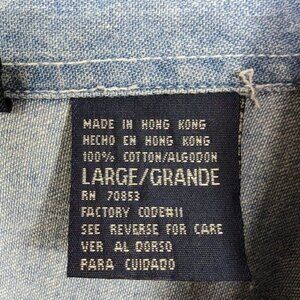 MADE IN HONG KONG
HECHO EN HONG KONG
100% COTTON/ALGODON
LARGE/GRANDE
RN 70853
FACTORY CODE#11
SEE REVERSE FOR CARE
VER AL DORSO
PARA CUIDADO